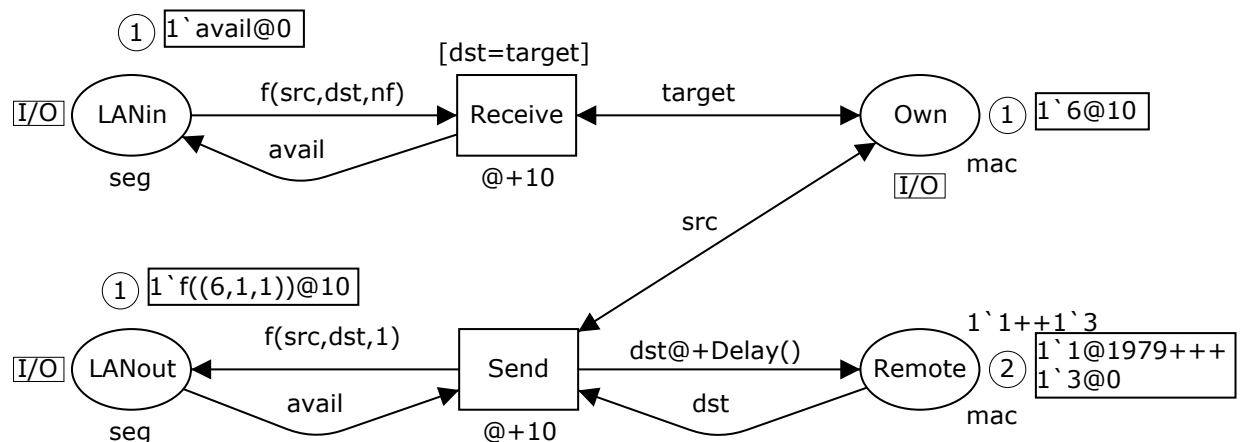 1 1`avail@0
[dst=target]
I/O LANin f(src,dst,nf) Receive target Own 1 1`6@10
avail
seg @+10 I/O mac
src
1 1`f((6,1,1))@10
f(src,dst,1) 1`1++1`3
I/O LANout Send dst@+Delay() Remote 2 1`1@1979+++
1`3@0
avail dst
seg @+10 mac